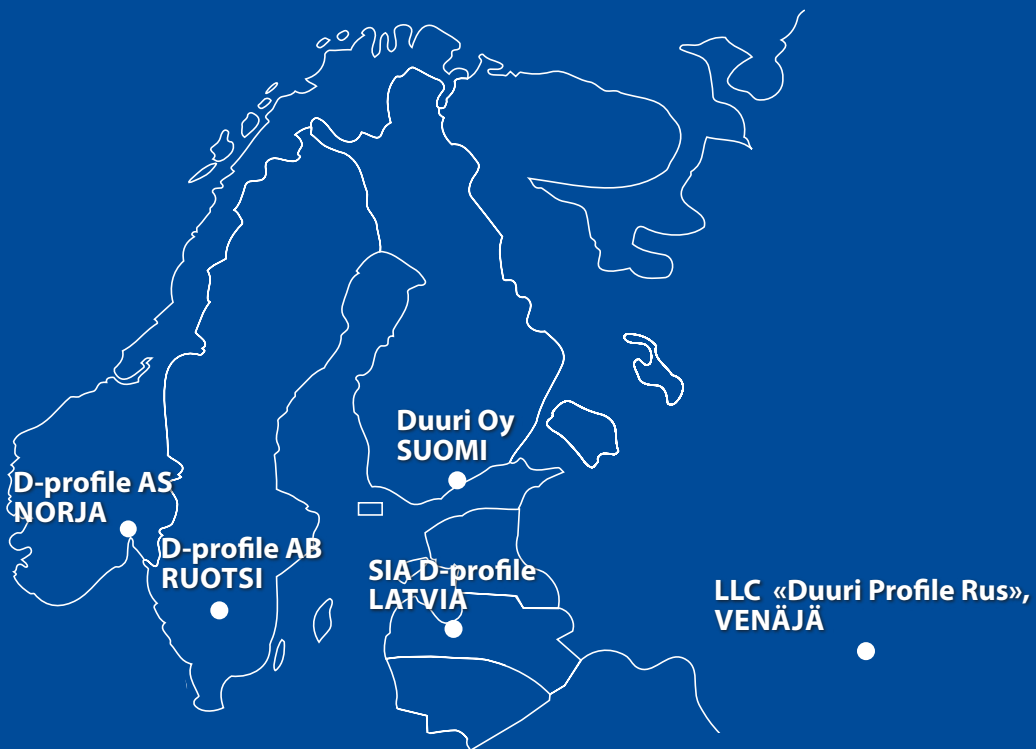 Duuri Oy
SUOMI
D-profile AS
NORJA
D-profile AB
RUOTSI
SIA D-profile
LATVIA
LLC «Duuri Profile Rus»,
VENÄJÄ